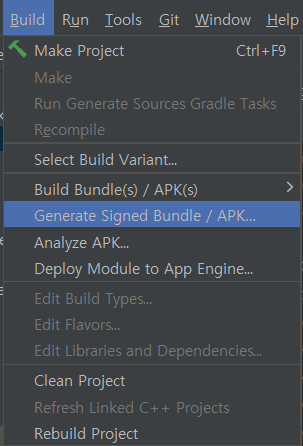 Build Run Tools Git Window Help
Make Project Ctrl+F9
Make
Run Generate Sources Gradle Tasks
Recompile
Select Build Variant...
Build Bundle(s) / APK(s)
Generate Signed Bundle / APK...
Analyze APK...
Deploy Module to App Engine...
Edit Build Types...
Edit Flavors...
Edit Libraries and Dependencies...
Clean Project
Refresh Linked C++ Projects
Rebuild Project